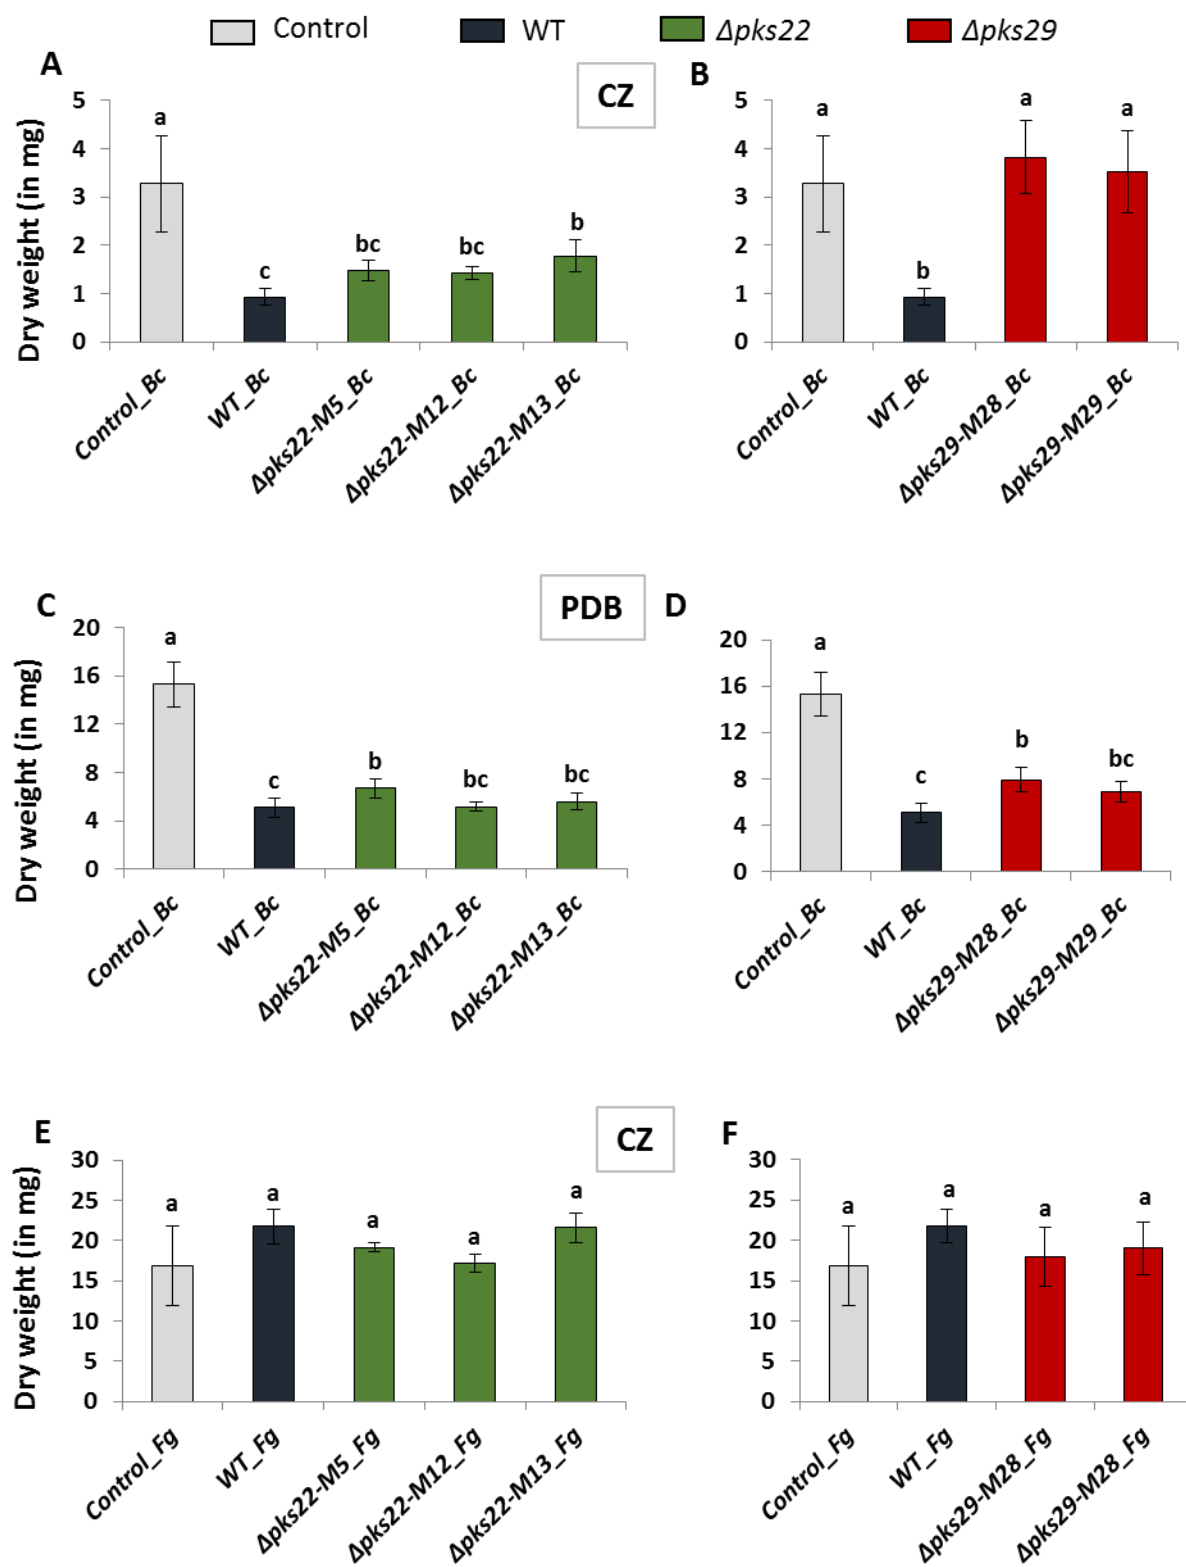 Control WT Δpks22 Δpks29
A CZ B
Dry weight (in mg)
5
4
3
2
1
0
a
c
bc
bc
b
Control_Bc
WT_Bc
Δpks22-M5_Bc
Δpks22-M12_Bc
Δpks22-M13_Bc
5
4
3
2
1
0
a
b
a
a
Control_Bc
WT_Bc
Δpks29-M28_Bc
Δpks29-M29_Bc
C PDB D
Dry weight (in mg)
20
16
12
8
4
0
a
c
b
bc
bc
Control_Bc
WT_Bc
Δpks22-M5_Bc
Δpks22-M12_Bc
Δpks22-M13_Bc
20
16
12
8
4
0
a
c
b
bc
Control_Bc
WT_Bc
Δpks29-M28_Bc
Δpks29-M29_Bc
E CZ F
Dry weight (in mg)
30
25
20
15
10
5
0
a
a
a
a
a
Control_Fg
WT_Fg
Δpks22-M5_Fg
Δpks22-M12_Fg
Δpks22-M13_Fg
30
25
20
15
10
5
0
a
a
a
a
Control_Fg
WT_Fg
Δpks29-M28_Fg
Δpks29-M28_Fg